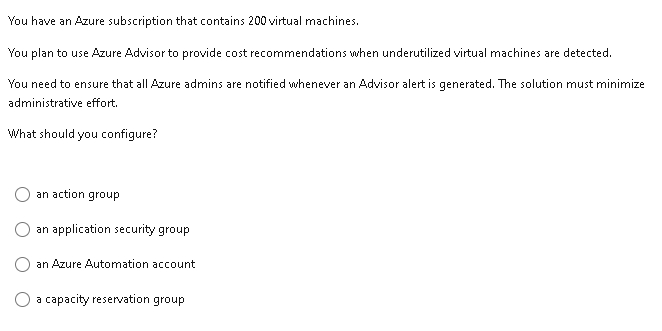 You have an Azure subscription that contains 200 virtual machines.
You plan to use Azure Advisor to provide cost recommendations when underutilized virtual machines are detected.
You need to ensure that all Azure admins are notified whenever an Advisor alert is generated. The solution must minimize
administrative effort.
What should you configure?
an action group
an application security group
an Azure Automation account
a capacity reservation group